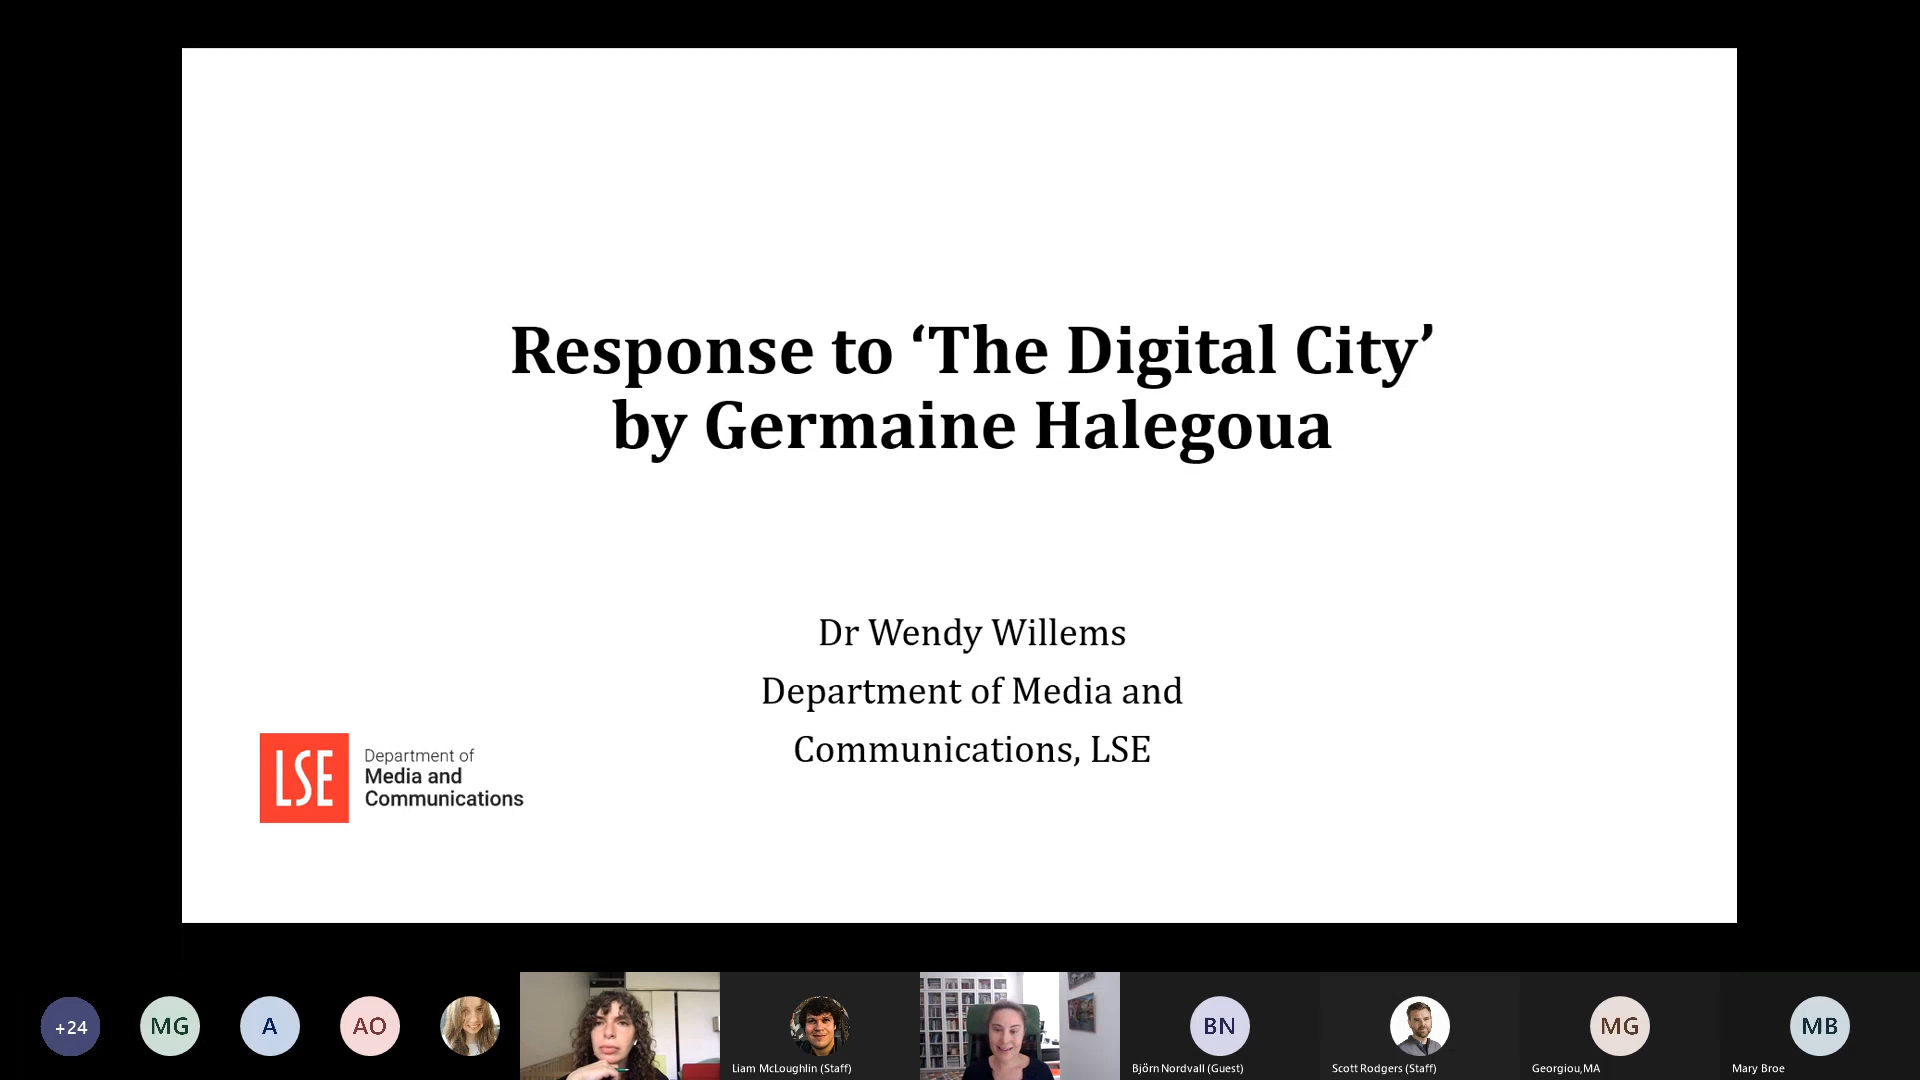 Response to ‘The Digital City’
by Germaine Halegoua
Dr Wendy Willems
Department of Media and
Communications, LSE
LSE
Department of
Media and
Communications
+24
MG
A
AO
Liam McLoughlin (Staff)
BN
Björn Nordvall (Guest)
Scott Rodgers (Staff)
MG
Georgiou,MA
MB
Mary Broe